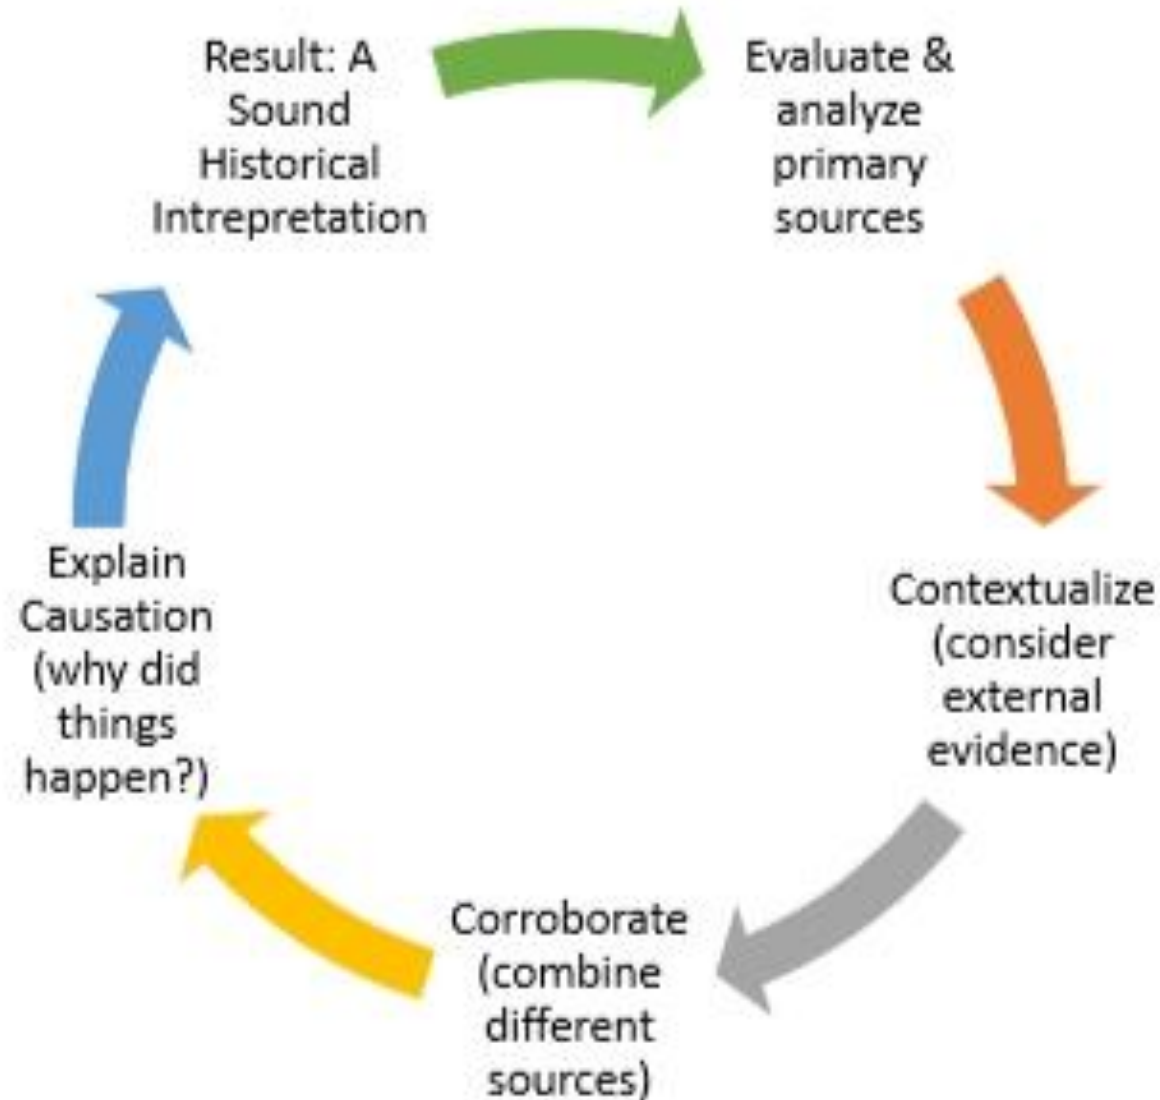 Result: A
Sound
Historical
Intrepretation
Evaluate &
analyze
primary
sources
Contextualize
(consider
external
evidence)
Corroborate
(combine
different
sources)
Explain
Causation
(why did
things
happen?)